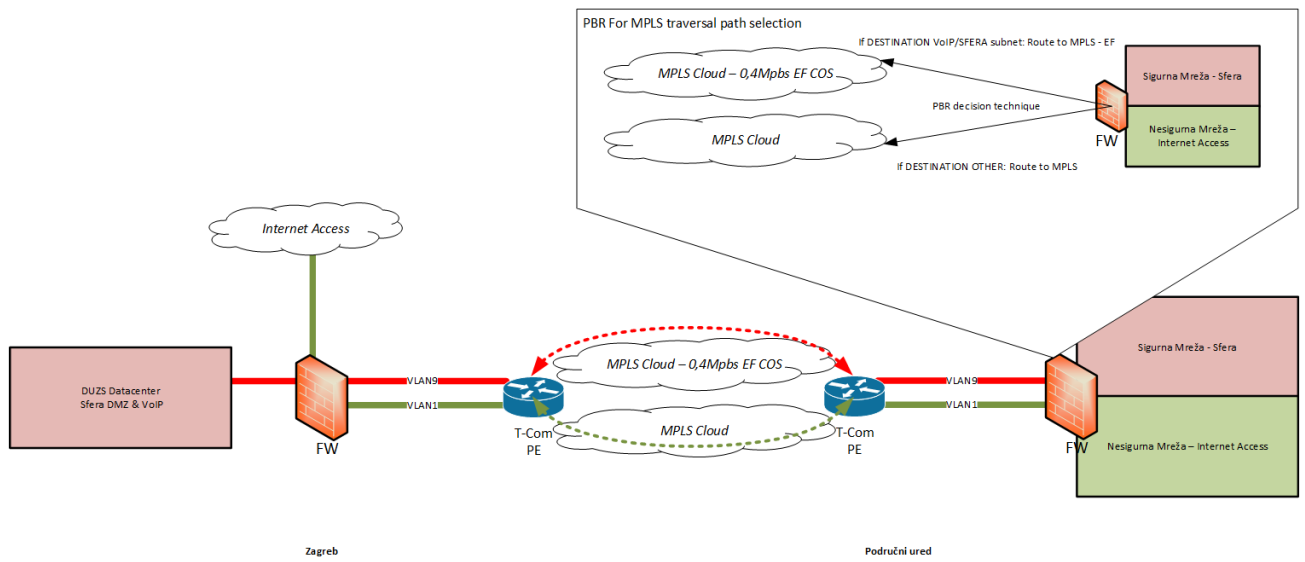 PBR For MPLS traversal path selection
If DESTINATION VoIP/SFERA subnet: Route to MPLS - EF
MPLS Cloud – 0,4Mpbs EF COS
Sigurna Mreža - Sfera
PBR decision technique
MPLS Cloud
Nesigurna Mreža –
Internet Access
FW
If DESTINATION OTHER: Route to MPLS
Internet Access
Sigurna Mreža - Sfera
MPLS Cloud – 0,4Mpbs EF COS
DUZS Datacenter
Sfera DMZ & VoIP
VLAN9
VLAN9
VLAN1
VLAN1
MPLS Cloud
T-Com
PE
T-Com
PE
FW
FW
Nesigurna Mreža – Internet Access
Zagreb
Područni ured